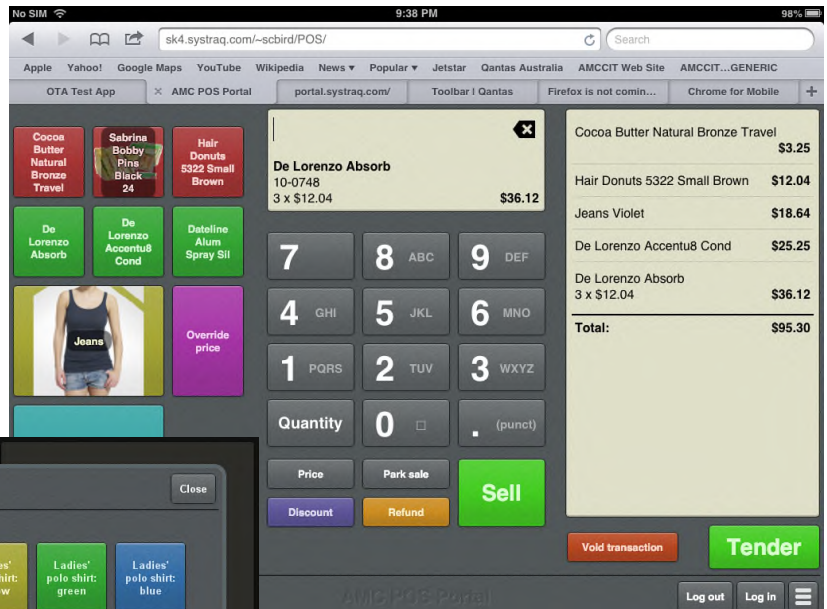 No SIM 9:38 PM 98%
sk4.systraq.com/~scbird/POS/ Search
Apple Yahoo! Google Maps YouTube Wikipedia News ▾ Popular ▾ Jetstar Qantas Australia AMCCIT Web Site AMCCIT...GENERIC
OTA Test App × AMC POS Portal portal.systraq.com/ Toolbar | Qantas Firefox is not comin... Chrome for Mobile +
Cocoa
Butter
Natural
Bronze
Travel
Sabrina
Bobby
Pins
Black
24
Hair
Donuts
5322 Small
Brown
De
Lorenzo
Absorb
De
Lorenzo
Accentu8
Cond
Dateline
Alum
Spray Sil
Jeans
Override
price
De Lorenzo Absorb
10-0748
3 x $12.04 $36.12
7 8 ABC 9 DEF
4 GHI 5 JKL 6 MNO
1 PQRS 2 TUV 3 WXYZ
Quantity 0 . (punct)
Price Park sale
Sell
Discount Refund
Cocoa Butter Natural Bronze Travel
$3.25
Hair Donuts 5322 Small Brown $12.04
Jeans Violet $18.64
De Lorenzo Accentu8 Cond $25.25
De Lorenzo Absorb
3 x $12.04 $36.12
Total: $95.30
Void transaction Tender
Close
Ladies'
polo shirt:
green
Ladies'
polo shirt:
blue
AMC POS Portal
Log out Log in